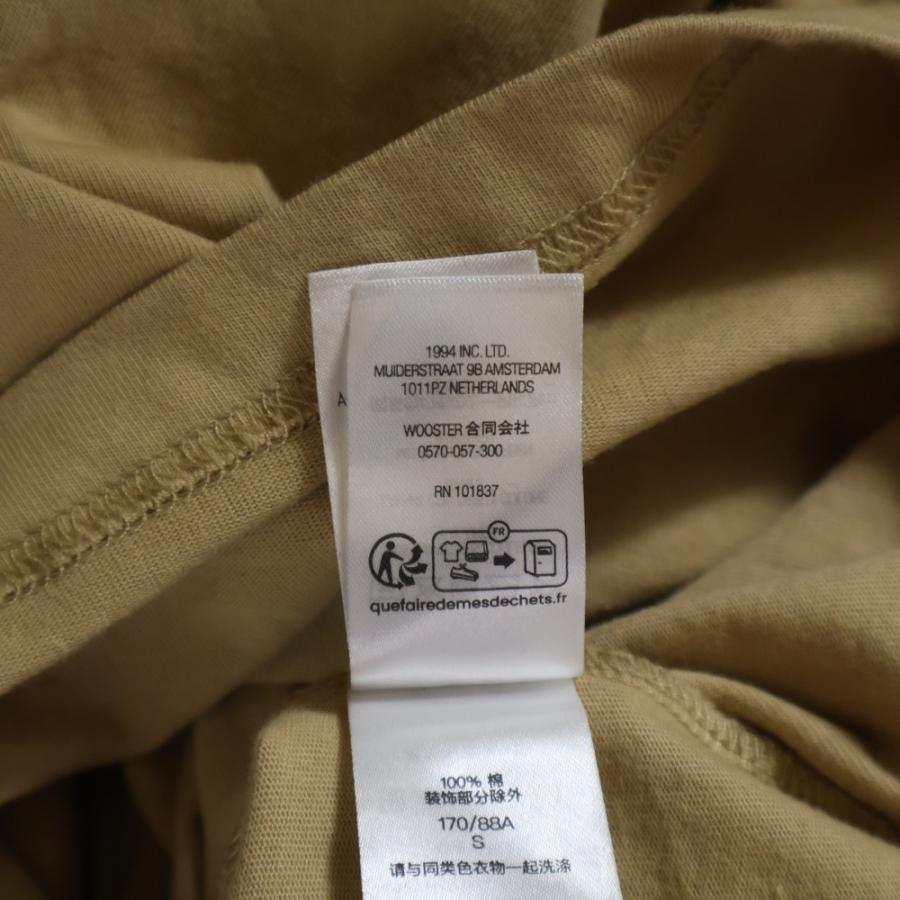 1994 INC. LTD.
MUIDERSTRAAT 9B AMSTERDAM
1011PZ NETHERLANDS
A
WOOSTER 合同会社
0570-057-300
RN 101837
FR
quefairedemesdechets.fr
100% 棉
装饰部分除外
170/88A
S
请与同类色衣物一起洗涤